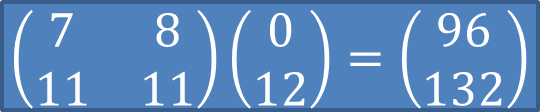 (7 8) (0) = (96)
(11 11) (12) (132)